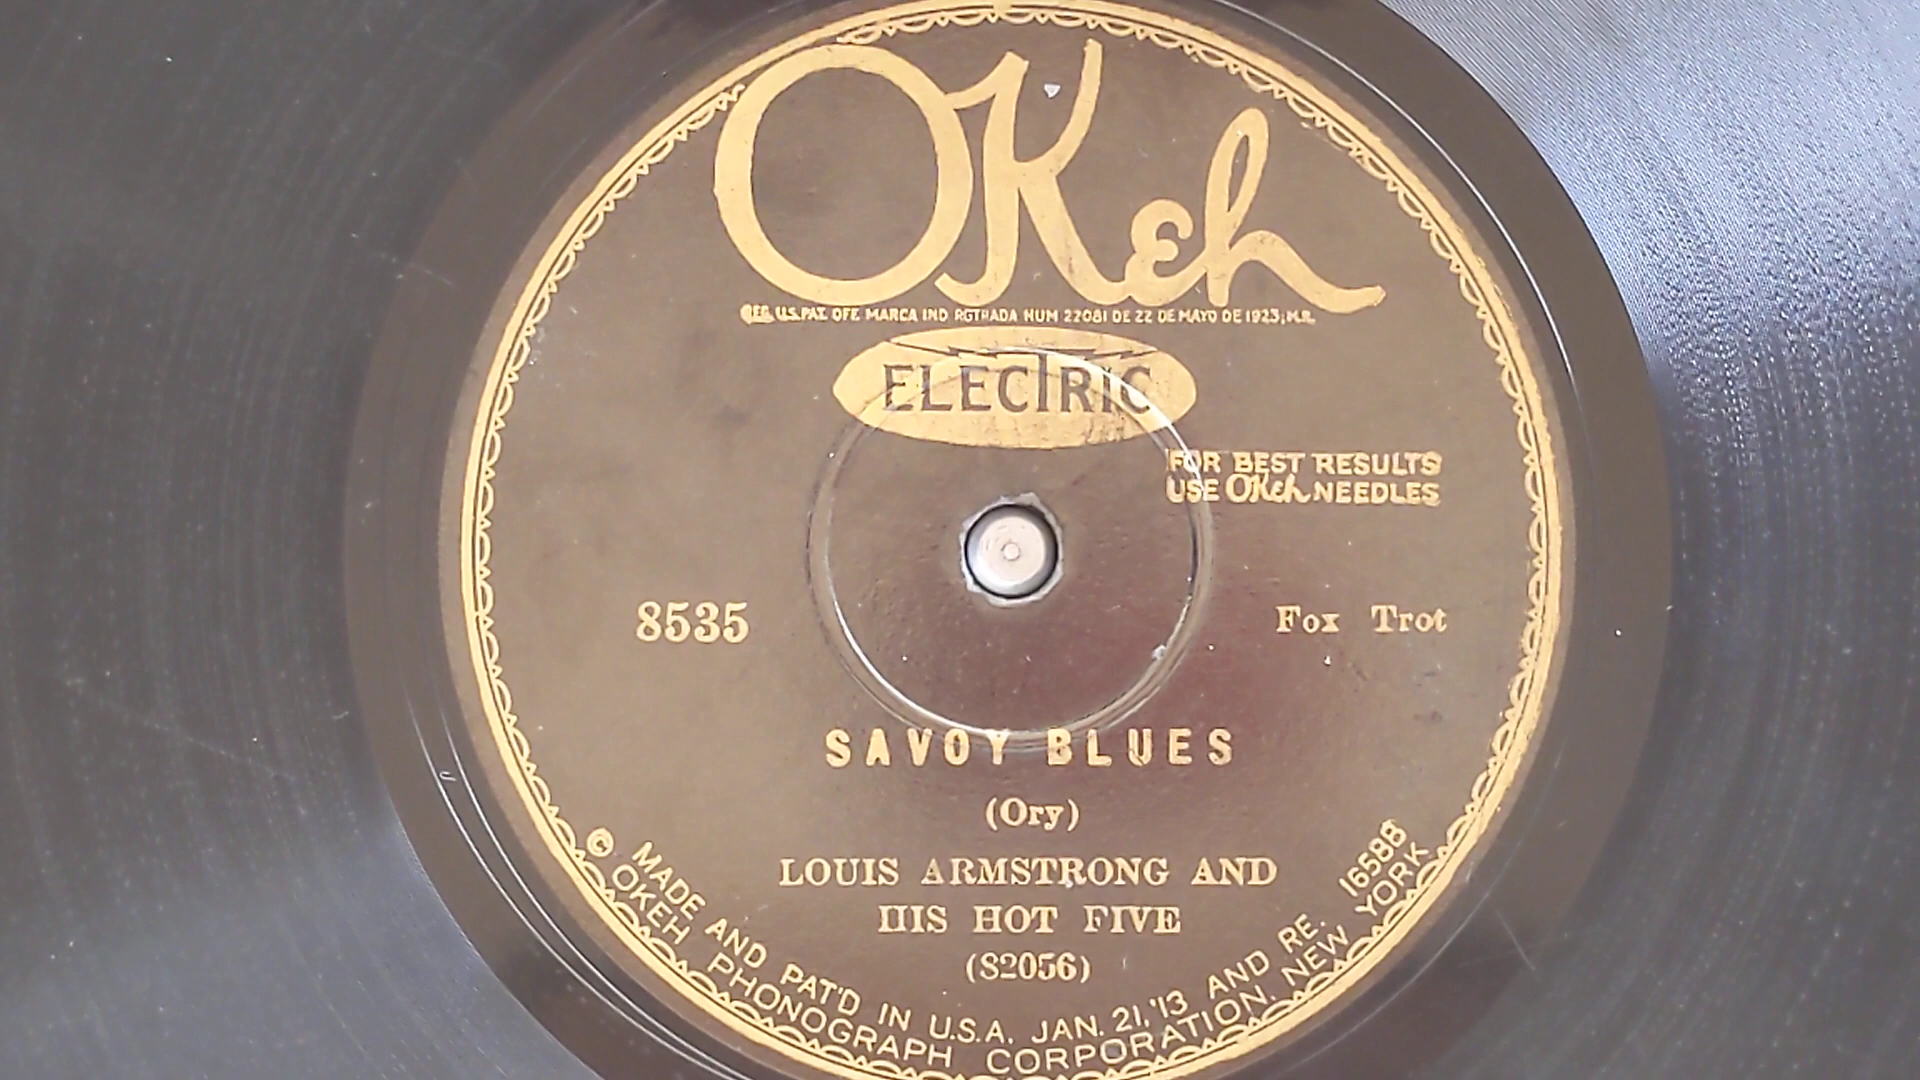 OKeh
REG. U.S. PAT. OFF. MARCA IND RGTRADA NUM 22081 DE 22 DE MAYO DE 1923; M.R.
ELECTRIC
FOR BEST RESULTS
USE OKeh NEEDLES
8535
Fox Trot
SAVOY BLUES
(Ory)
LOUIS ARMSTRONG AND
HIS HOT FIVE
(82056)
MADE AND PAT'D IN U.S.A. JAN. 21, '13 AND RE. 16588
© OKEH PHONOGRAPH CORPORATION, NEW YORK